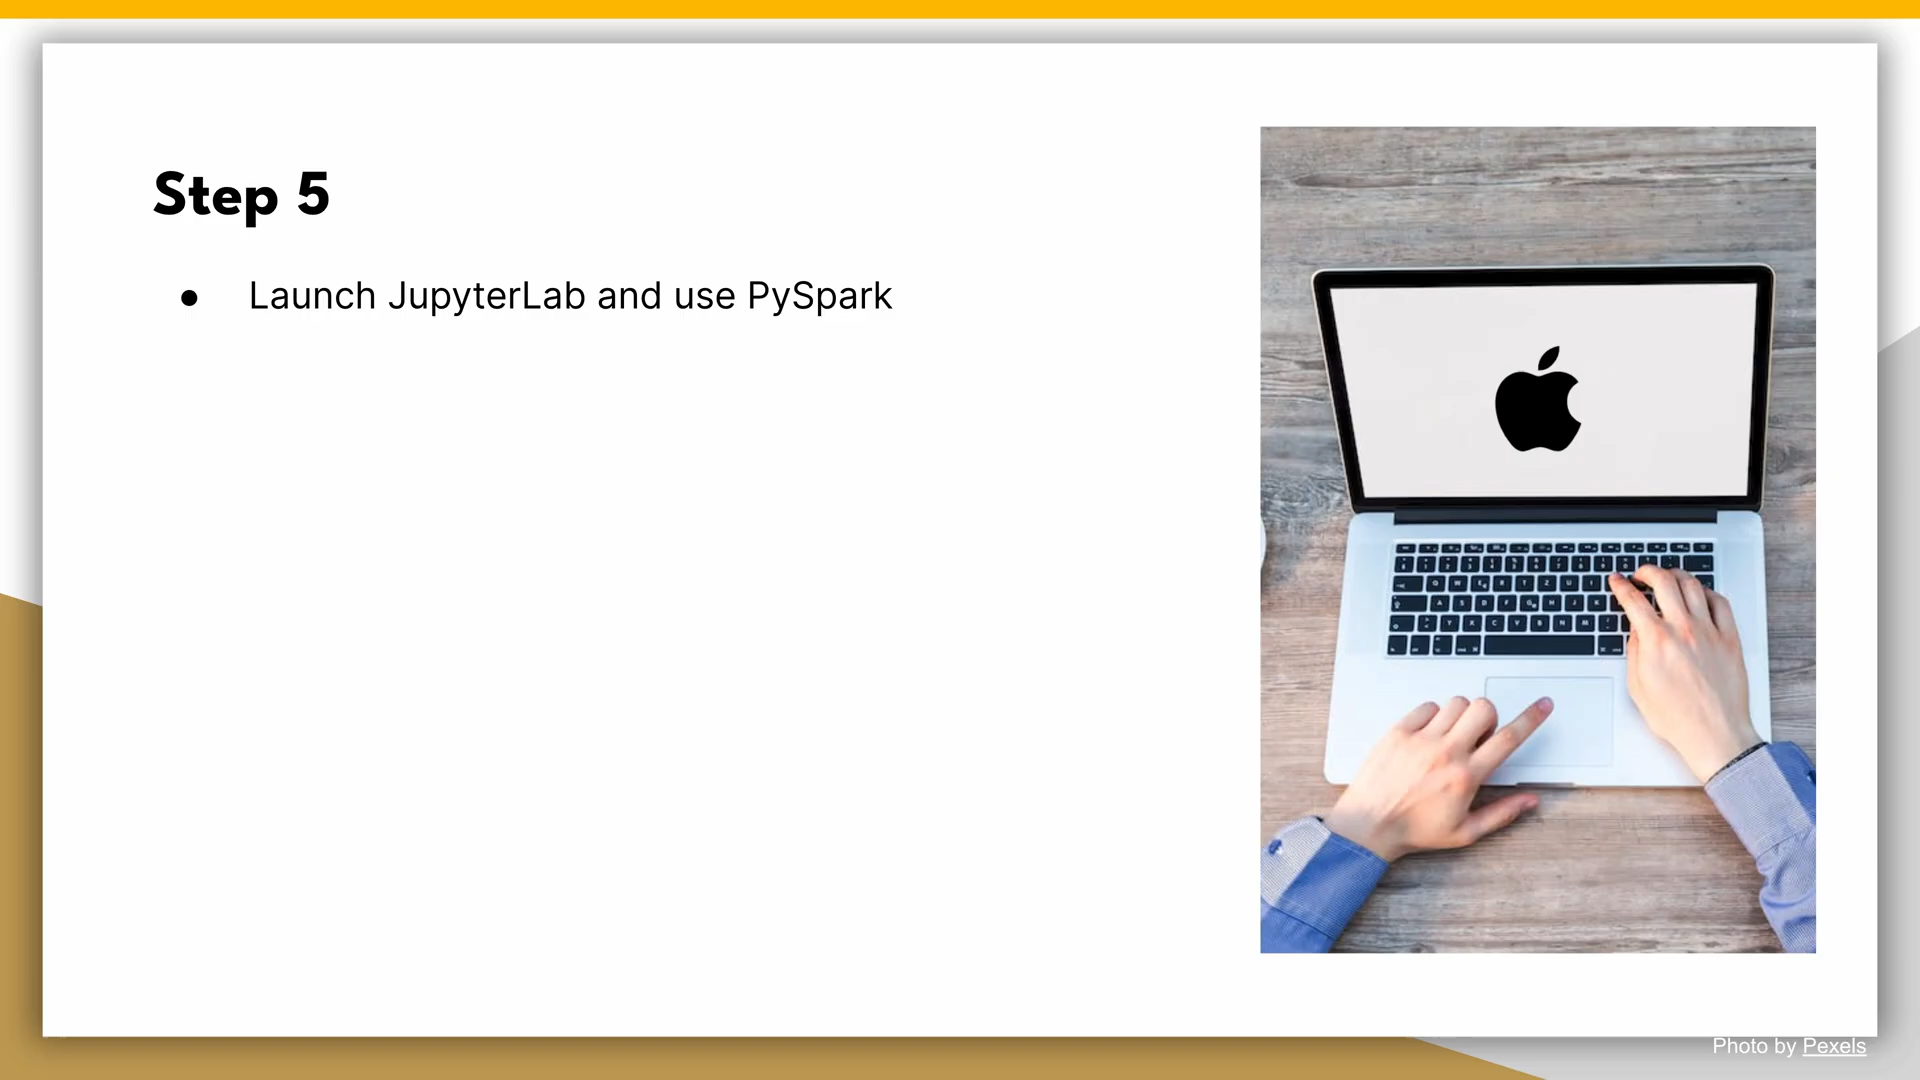 Step 5
● Launch JupyterLab and use PySpark
Photo by Pexels